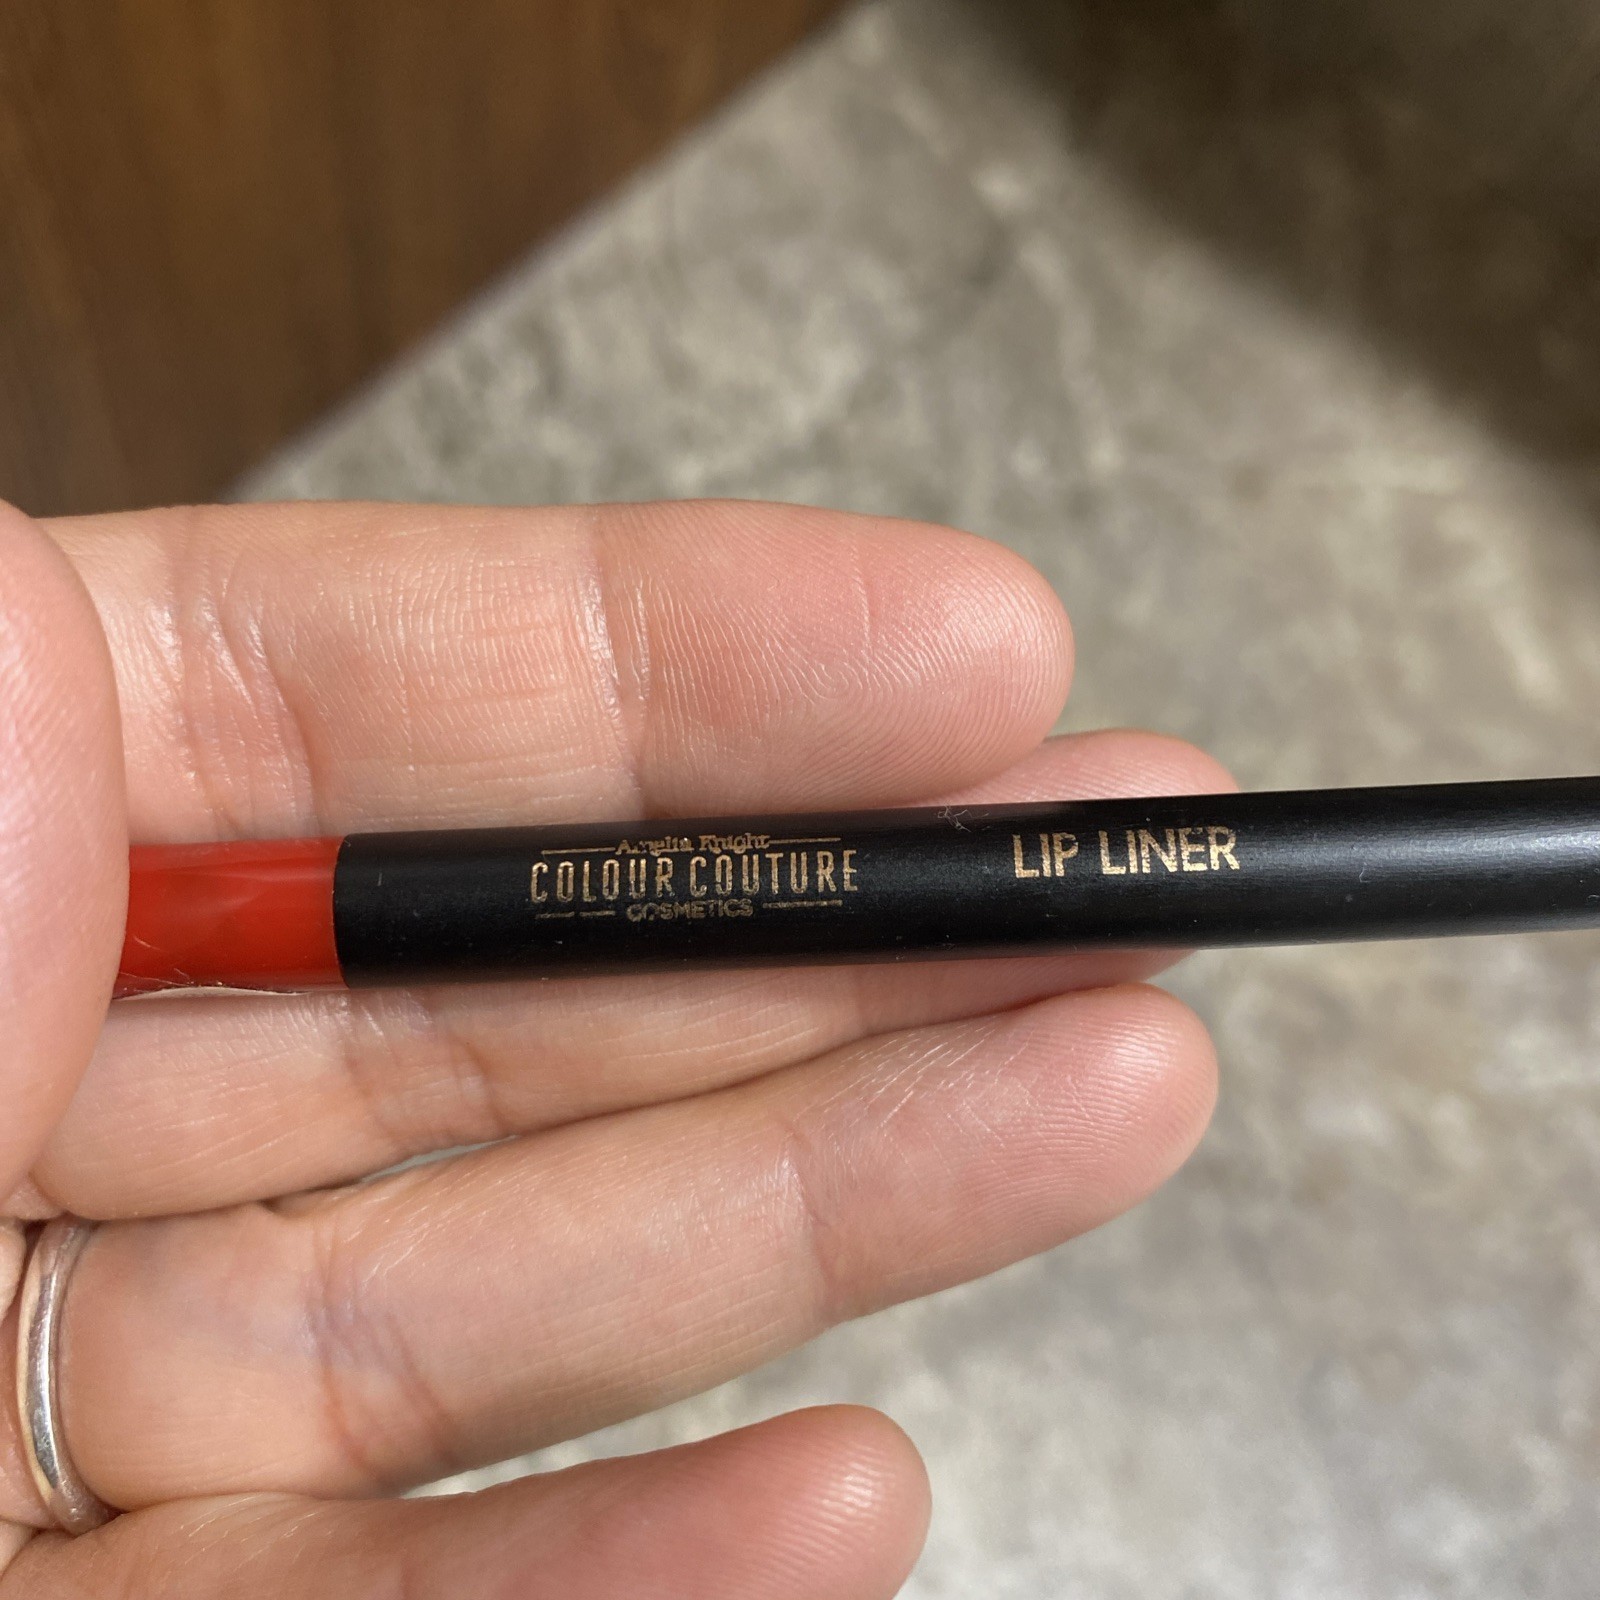 Amelia Knight
COLOUR COUTURE
COSMETICS
LIP LINER